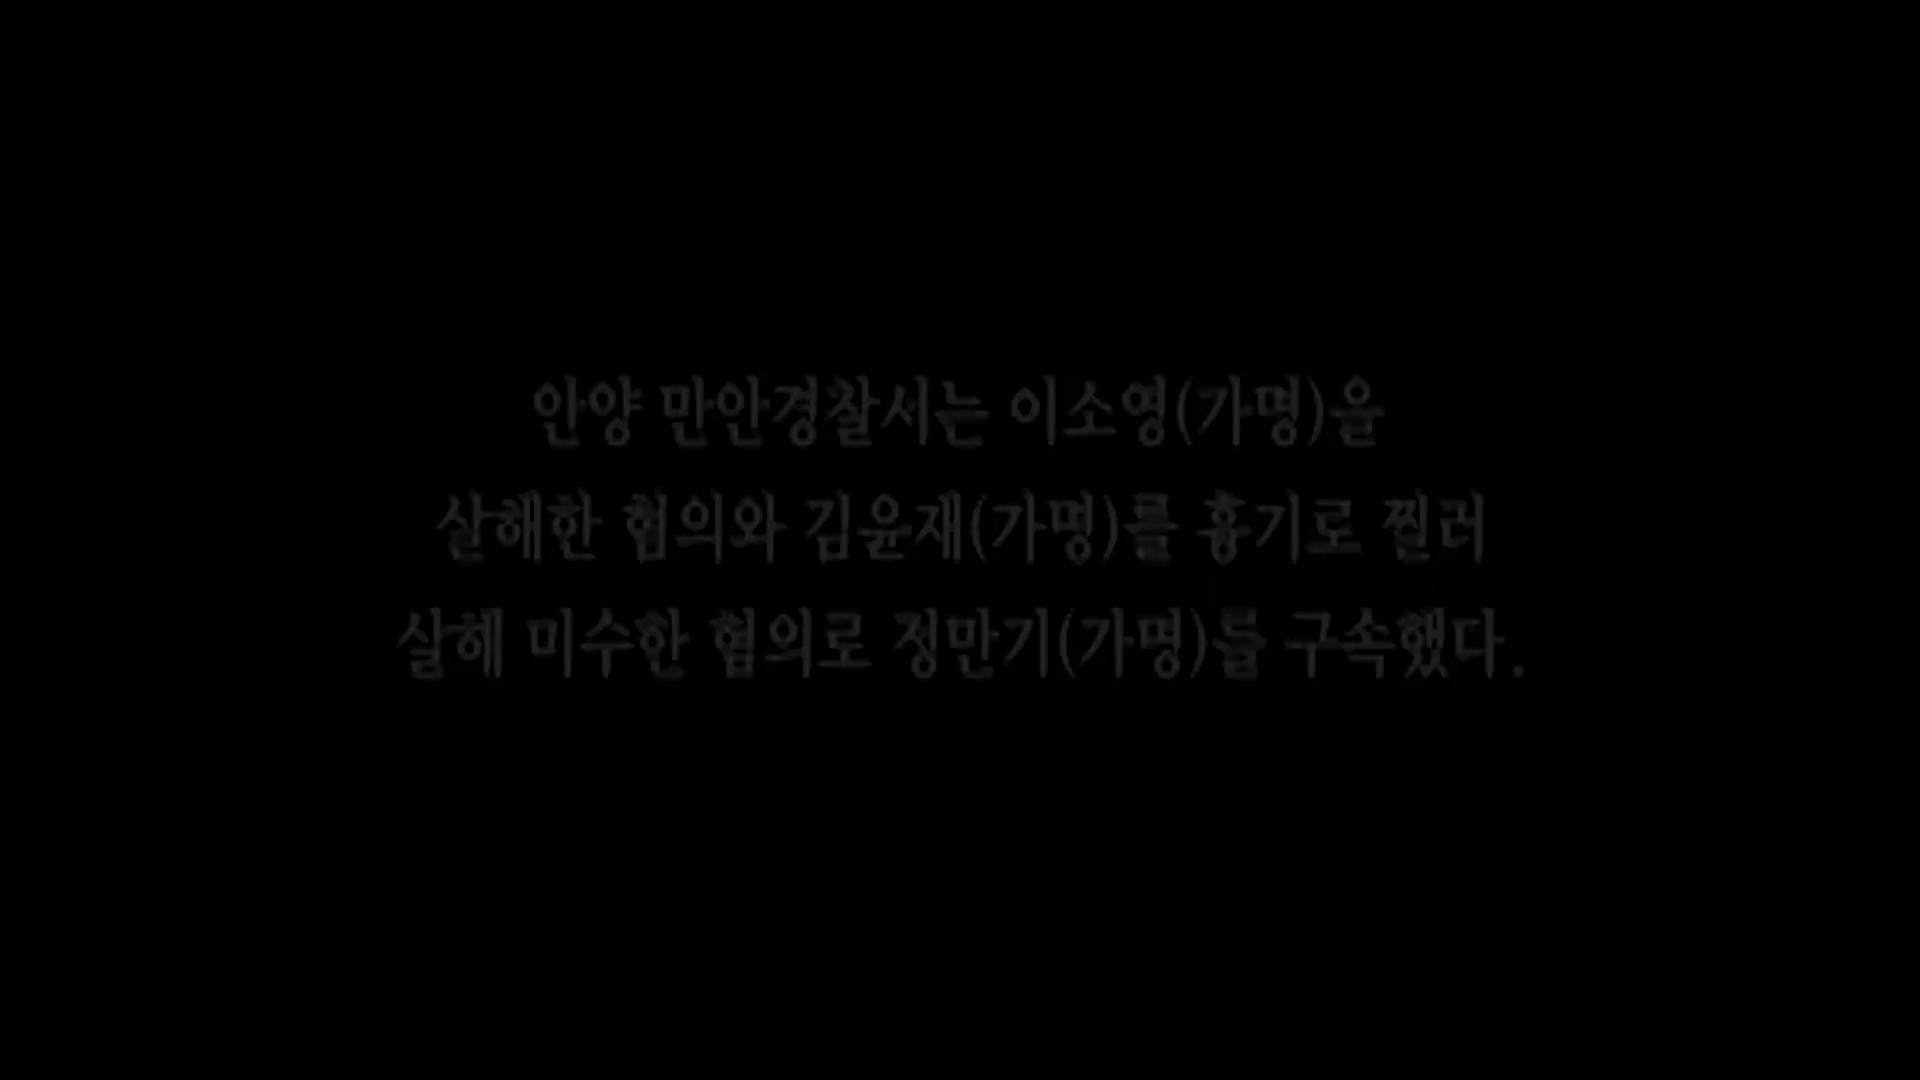 안양 만안경찰서는 이소영(가명)을
살해한 혐의와 김윤재(가명)를 흉기로 찔러
살해 미수한 혐의로 정만기(가명)를 구속했다.